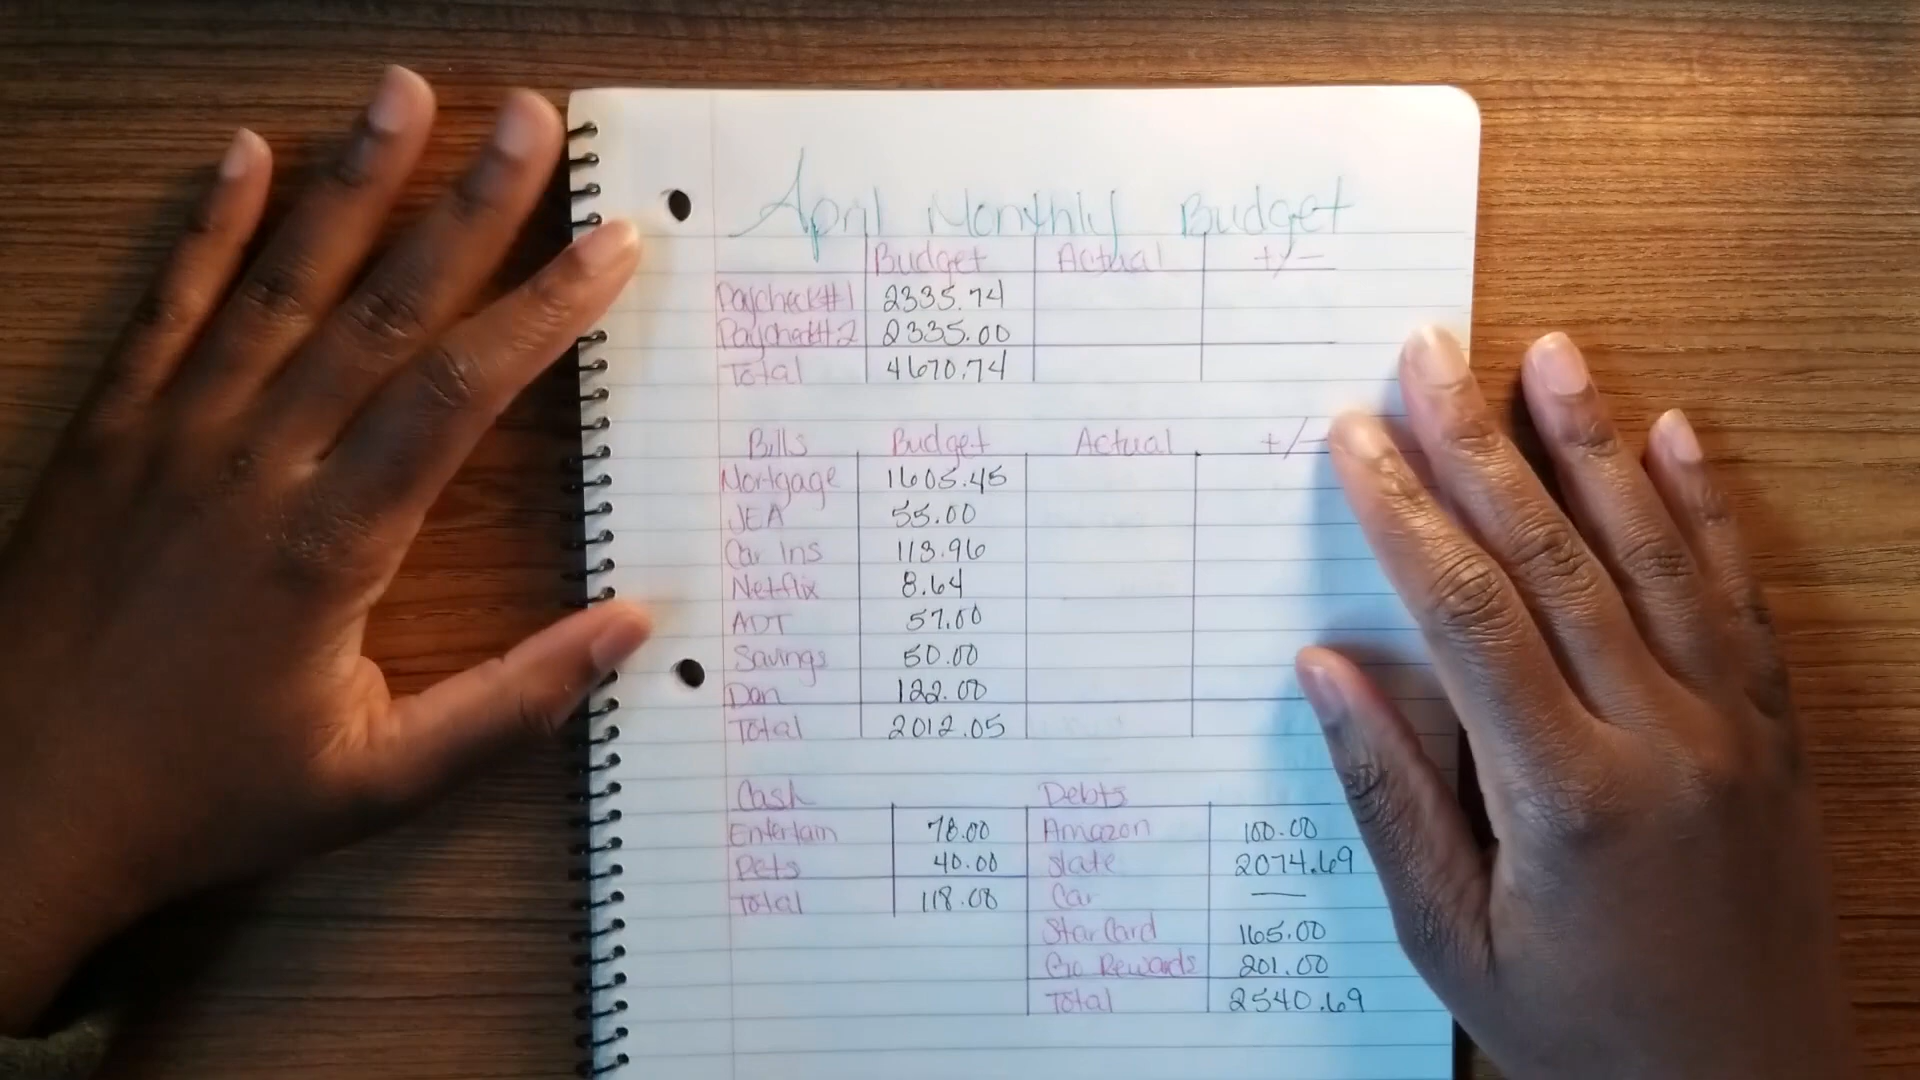 April Monthly Budget
Budget Actual +/-
Paycheck#1 2335.74
Paycheck#2 2335.00
Total 4670.74
Bills Budget Actual +/-
Mortgage 1605.45
JEA 55.00
Car Ins 113.96
Netflix 8.64
ADT 57.00
Savings 50.00
Dan 122.00
Total 2012.05
Cash Debts
Entertain 78.00 Amazon 100.00
Pets 40.00 State 2074.69
Total 118.00 Car —
Star Card 165.00
Go Rewards 201.00
Total 2540.69